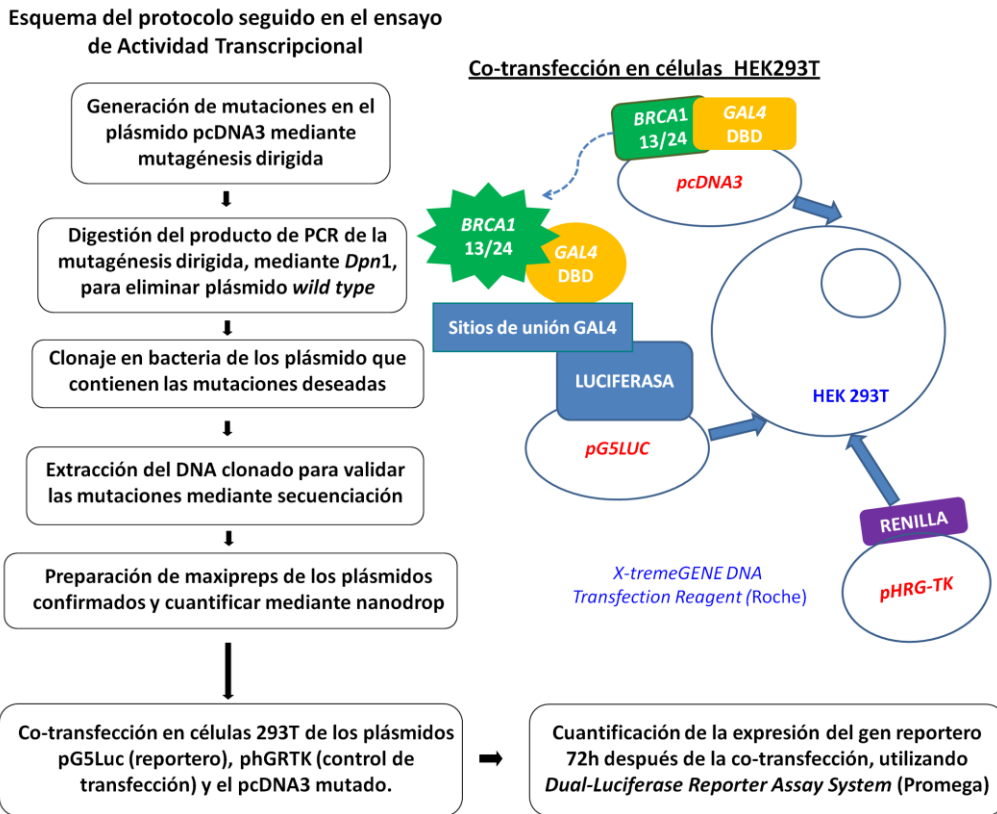 Esquema del protocolo seguido en el ensayo
de Actividad Transcripcional
Generación de mutaciones en el
plásmido pcDNA3 mediante
mutagénesis dirigida
Digestión del producto de PCR de la
mutagénesis dirigida, mediante Dpn1,
para eliminar plásmido wild type
Clonaje en bacteria de los plásmido que
contienen las mutaciones deseadas
Extracción del DNA clonado para validar
las mutaciones mediante secuenciación
Preparación de maxipreps de los plásmidos
confirmados y cuantificar mediante nanodrop
Co-transfección en células 293T de los plásmidos
pG5Luc (reportero), phGRTK (control de
transfección) y el pcDNA3 mutado.
Cuantificación de la expresión del gen reportero
72h después de la co-transfección, utilizando
Dual-Luciferase Reporter Assay System (Promega)
Co-transfección en células HEK293T
BRCA1
13/24
GAL4
DBD
pcDNA3
BRCA1
13/24
GAL4
DBD
Sitios de unión GAL4
LUCIFERASA
pG5LUC
HEK 293T
RENILLA
pHRG-TK
X-tremeGENE DNA
Transfection Reagent (Roche)